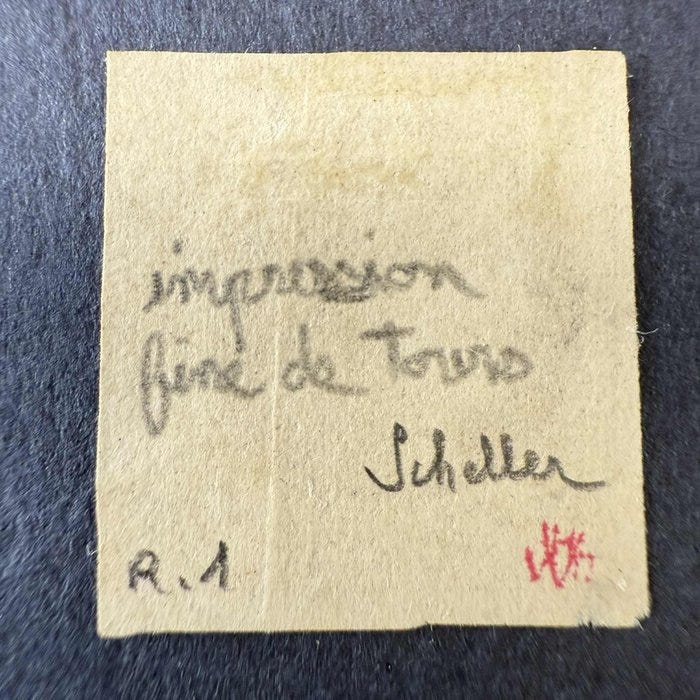 impression
fine de Tours
Scheller
R.1